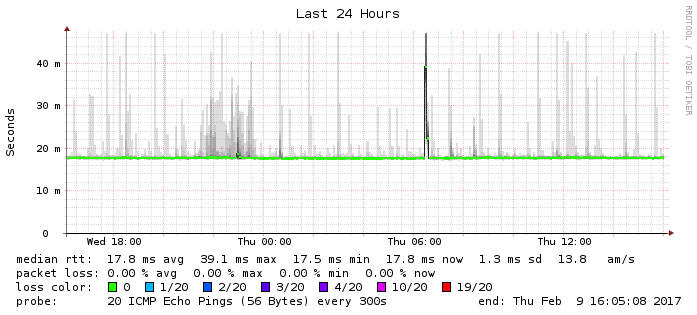 Last 24 Hours
RRDTOOL / TOBI OETIKER
Seconds
40 m
30 m
20 m
10 m
0
Wed 18:00 Thu 00:00 Thu 06:00 Thu 12:00
median rtt: 17.8 ms avg 39.1 ms max 17.5 ms min 17.8 ms now 1.3 ms sd 13.8 am/s
packet loss: 0.00 % avg 0.00 % max 0.00 % min 0.00 % now
loss color: 0 1/20 2/20 3/20 4/20 10/20 19/20
probe: 20 ICMP Echo Pings (56 Bytes) every 300s end: Thu Feb 9 16:05:08 2017